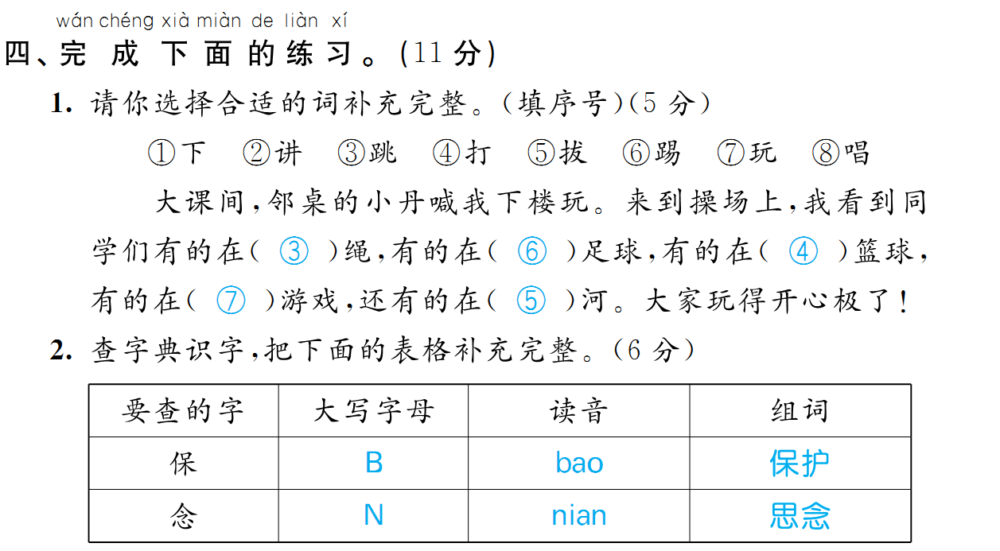 wán chéng xià miàn de liàn xí
四、完成下面的练习。(11分)
1. 请你选择合适的词补充完整。(填序号)(5分)
①下 ②讲 ③跳 ④打 ⑤拔 ⑥踢 ⑦玩 ⑧唱
大课间,邻桌的小丹喊我下楼玩。来到操场上,我看到同
学们有的在( ③ )绳,有的在( ⑥ )足球,有的在( ④ )篮球,
有的在( ⑦ )游戏,还有的在( ⑤ )河。大家玩得开心极了!
2. 查字典识字,把下面的表格补充完整。(6分)
要查的字 大写字母 读音 组词
保 B bao 保护
念 N nian 思念